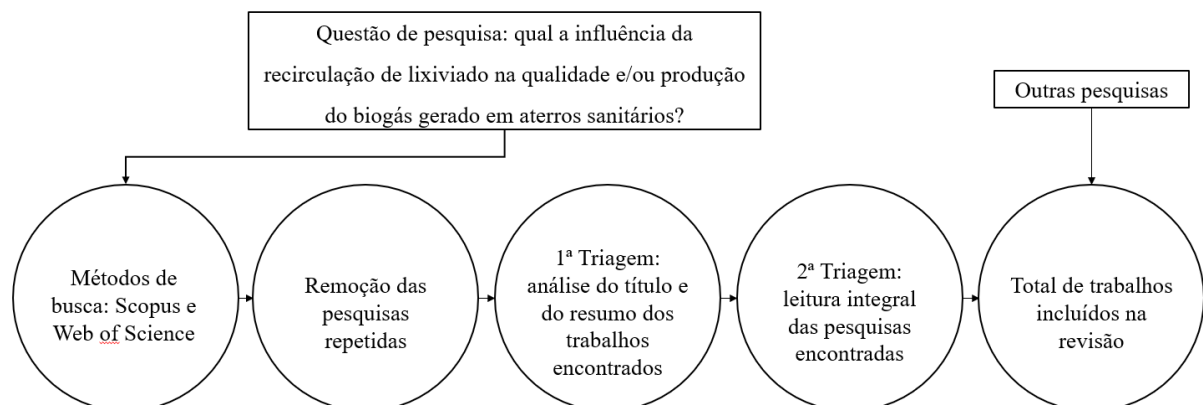 Questão de pesquisa: qual a influência da
recirculação de lixiviado na qualidade e/ou produção
do biogás gerado em aterros sanitários?
Outras pesquisas
Métodos de
busca: Scopus e
Web of Science
Remoção das
pesquisas
repetidas
1ª Triagem:
análise do título e
do resumo dos
trabalhos
encontrados
2ª Triagem:
leitura integral
das pesquisas
encontradas
Total de trabalhos
incluídos na
revisão